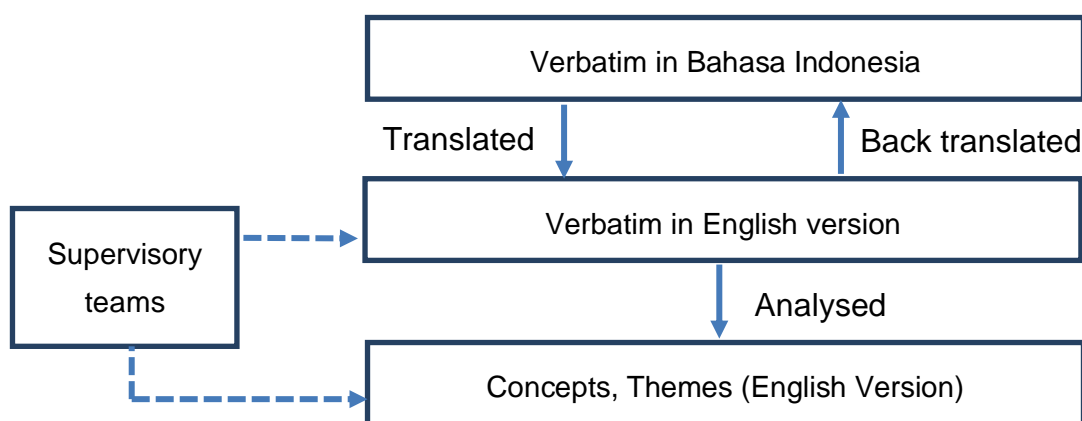 Verbatim in Bahasa Indonesia
Translated
Back translated
Verbatim in English version
Supervisory
teams
Analysed
Concepts, Themes (English Version)